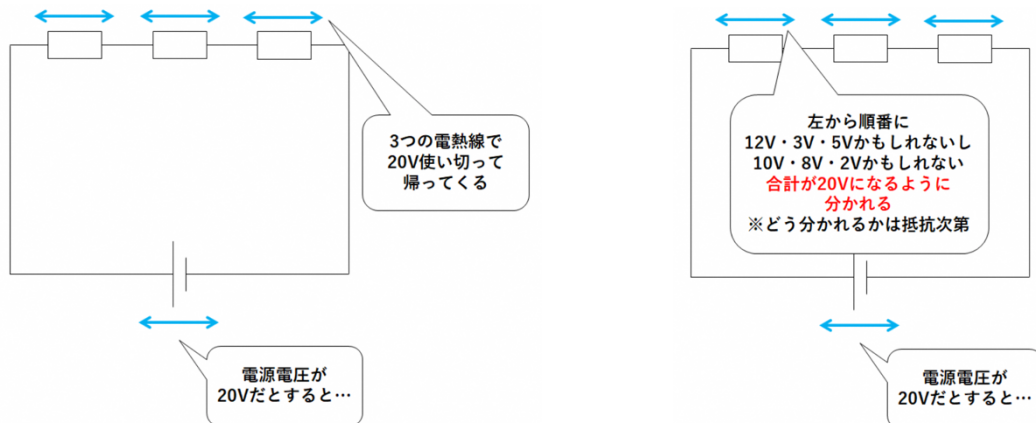 3つの電熱線で
20V使い切って
帰ってくる
電源電圧が
20Vだとすると…
左から順番に
12V・3V・5Vかもしれないし
10V・8V・2Vかもしれない
合計が20Vになるように
分かれる
※どう分かれるかは抵抗次第
電源電圧が
20Vだとすると…